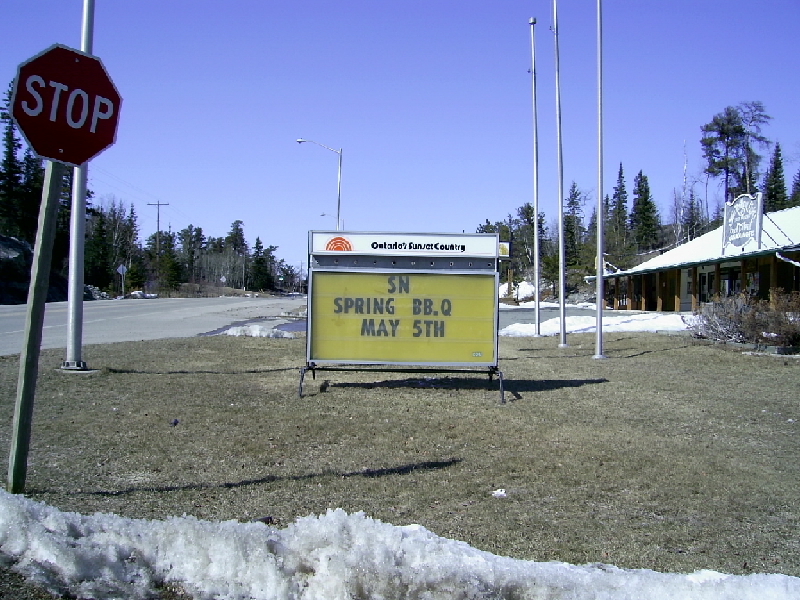 STOP
Ontario's Sunset Country
SN
SPRING BB.Q
MAY 5TH